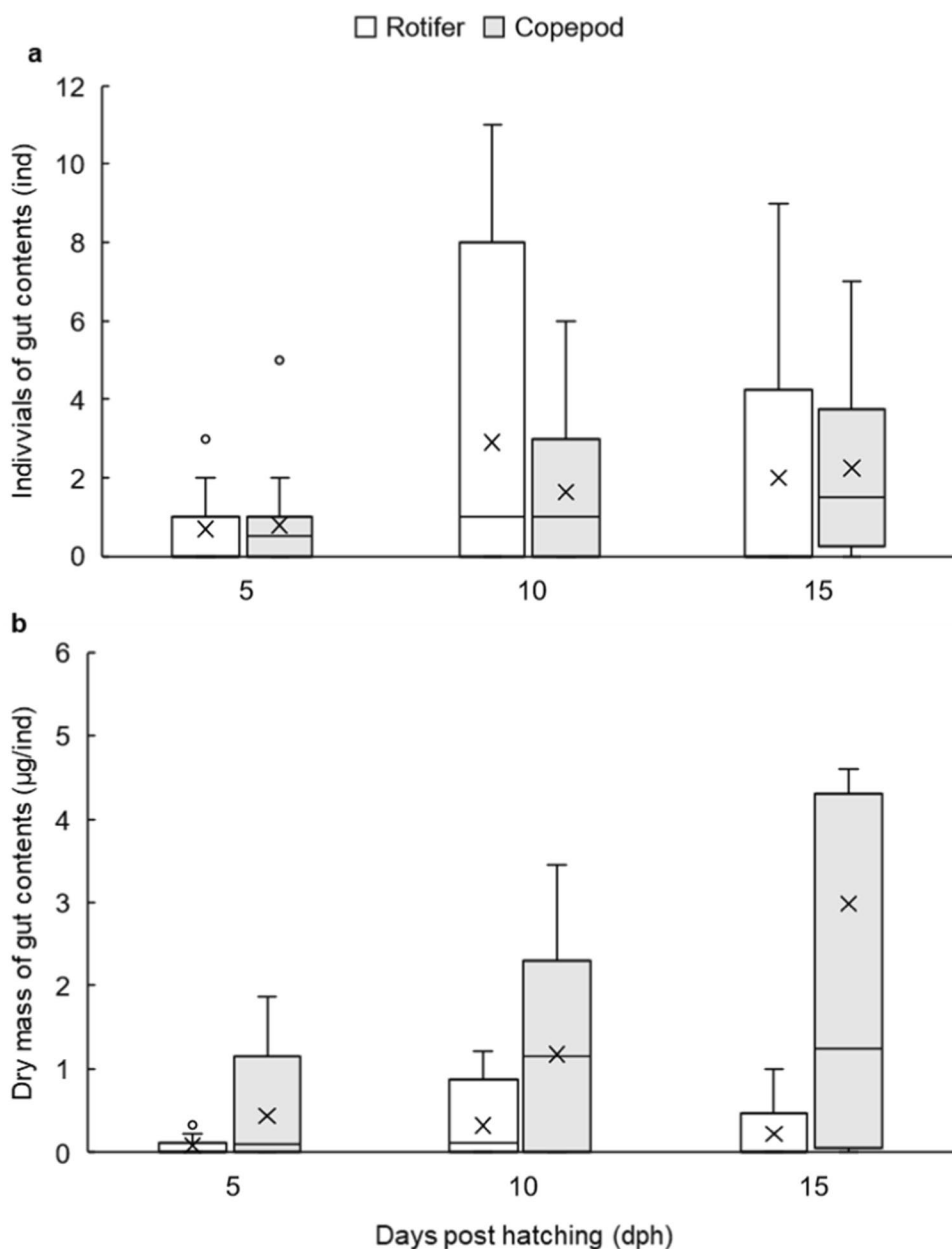 Rotifer Copepod
a
Indivvials of gut contents (ind)
12
10
8
6
4
2
0
5 10 15
b
Dry mass of gut contents (µg/ind)
6
5
4
3
2
1
0
5 10 15
Days post hatching (dph)